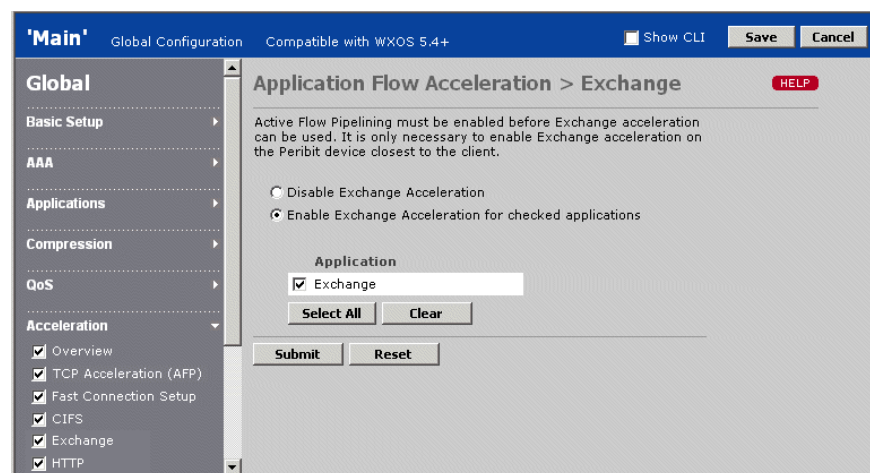 'Main' Global Configuration Compatible with WXOS 5.4+ Show CLI Save Cancel
Global
Basic Setup
AAA
Applications
Compression
QoS
Acceleration
Overview
TCP Acceleration (AFP)
Fast Connection Setup
CIFS
Exchange
HTTP
Application Flow Acceleration > Exchange HELP
Active Flow Pipelining must be enabled before Exchange acceleration
can be used. It is only necessary to enable Exchange acceleration on
the Peribit device closest to the client.
Disable Exchange Acceleration
Enable Exchange Acceleration for checked applications
Application
Exchange
Select All Clear
Submit Reset